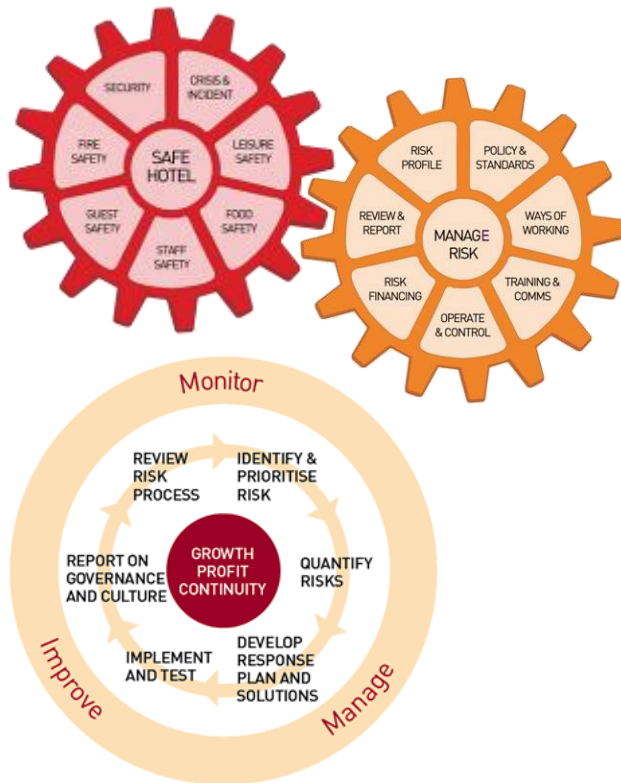 SECURITY
CRISIS &
INCIDENT
FIRE
SAFETY
SAFE
HOTEL
LEISURE
SAFETY
GUEST
SAFETY
STAFF
SAFETY
FOOD
SAFETY
RISK
PROFILE
POLICY &
STANDARDS
REVIEW &
REPORT
MANAGE
RISK
WAYS OF
WORKING
RISK
FINANCING
OPERATE
& CONTROL
TRAINING &
COMMS
Monitor
REVIEW
RISK
PROCESS
IDENTIFY &
PRIORITISE
RISK
REPORT ON
GOVERNANCE
AND CULTURE
GROWTH
PROFIT
CONTINUITY
QUANTIFY
RISKS
IMPLEMENT
AND TEST
DEVELOP
RESPONSE
PLAN AND
SOLUTIONS
Improve
Manage